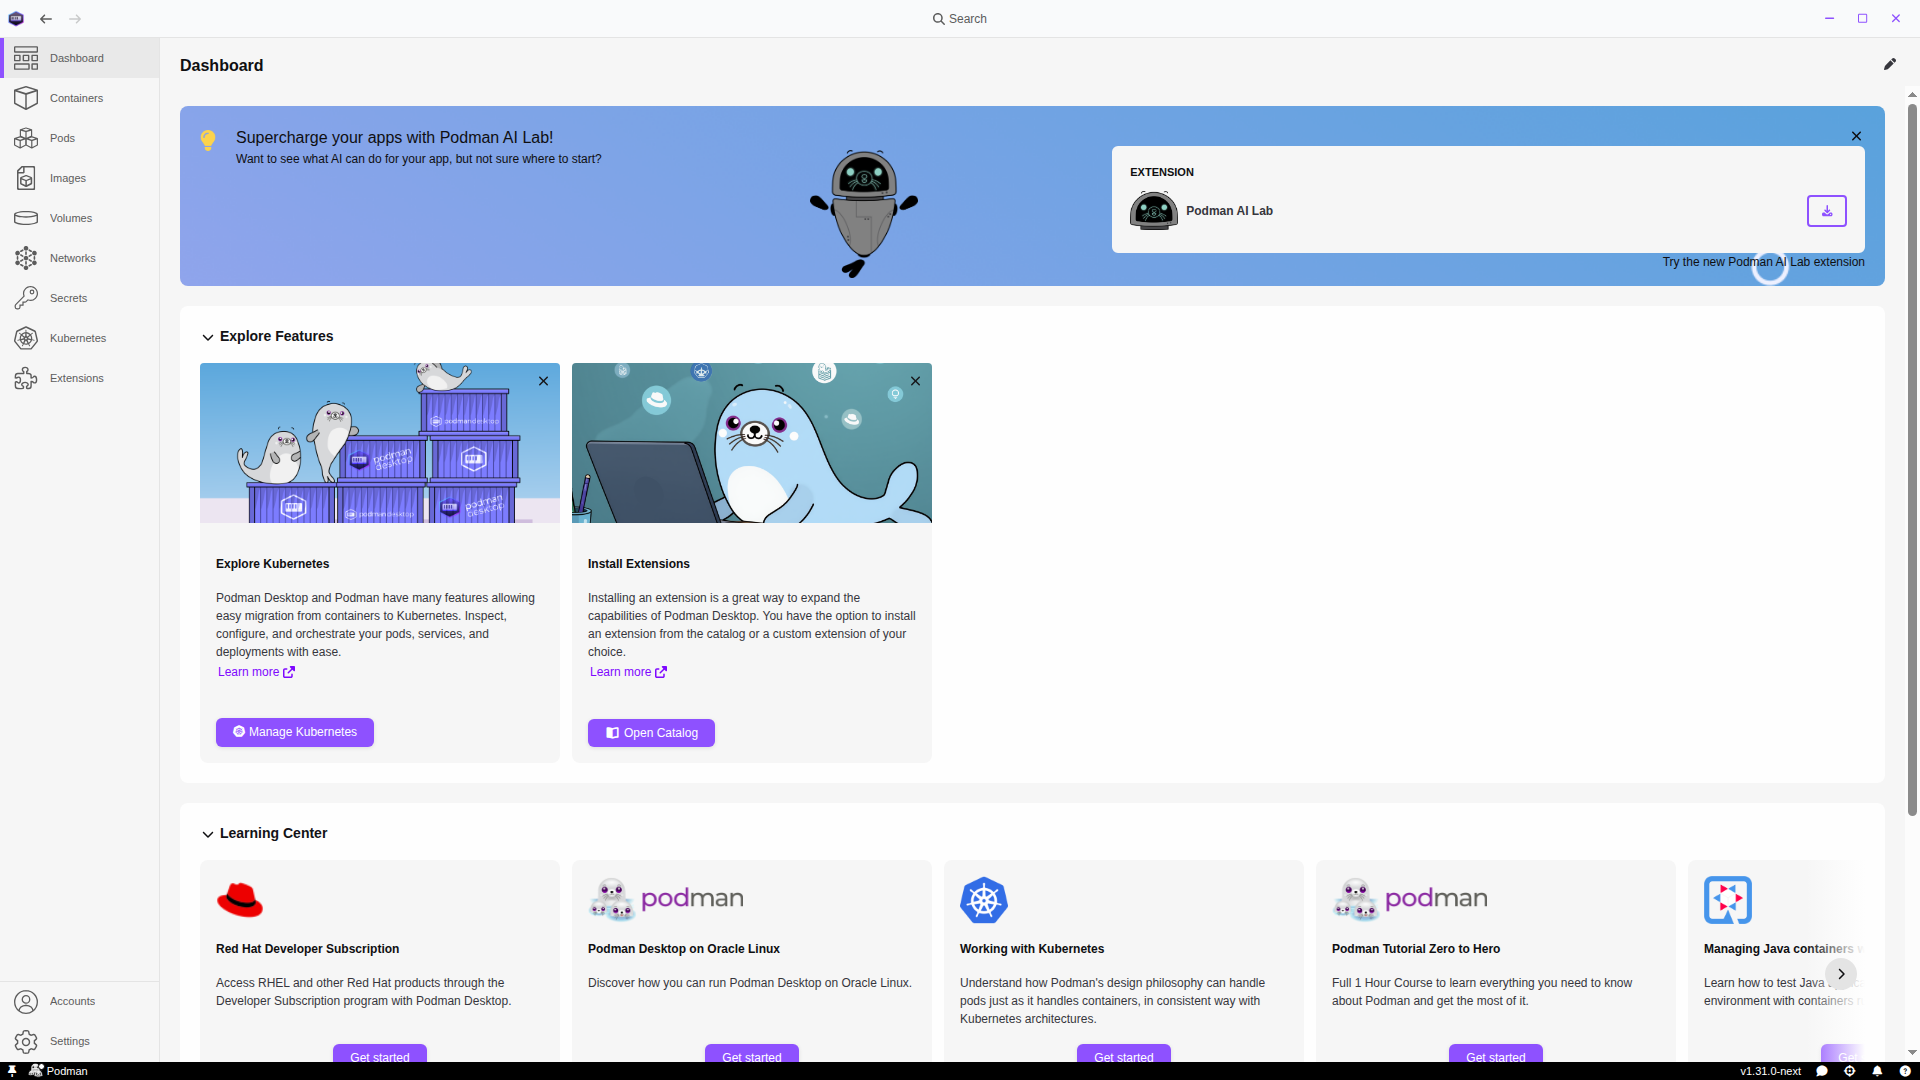 Search
Dashboard
Containers
Pods
Images
Volumes
Networks
Secrets
Kubernetes
Extensions
Accounts
Settings
Dashboard
Supercharge your apps with Podman AI Lab!
Want to see what AI can do for your app, but not sure where to start?
EXTENSION
Podman AI Lab
Try the new Podman AI Lab extension
Explore Features
podman desktop
podman
desktop
podman desktop
podman
desktop
Explore Kubernetes
Podman Desktop and Podman have many features allowing
easy migration from containers to Kubernetes. Inspect,
configure, and orchestrate your pods, services, and
deployments with ease.
Learn more
Manage Kubernetes
Install Extensions
Installing an extension is a great way to expand the
capabilities of Podman Desktop. You have the option to install
an extension from the catalog or a custom extension of your
choice.
Learn more
Open Catalog
Learning Center
Red Hat Developer Subscription
Access RHEL and other Red Hat products through the
Developer Subscription program with Podman Desktop.
Get started
podman
Podman Desktop on Oracle Linux
Discover how you can run Podman Desktop on Oracle Linux.
Get started
Working with Kubernetes
Understand how Podman's design philosophy can handle
pods just as it handles containers, in consistent way with
Kubernetes architectures.
Get started
podman
Podman Tutorial Zero to Hero
Full 1 Hour Course to learn everything you need to know
about Podman and get the most of it.
Get started
Managing Java containers
Learn how to test Java
environment with containers
Get
Podman
v1.31.0-next